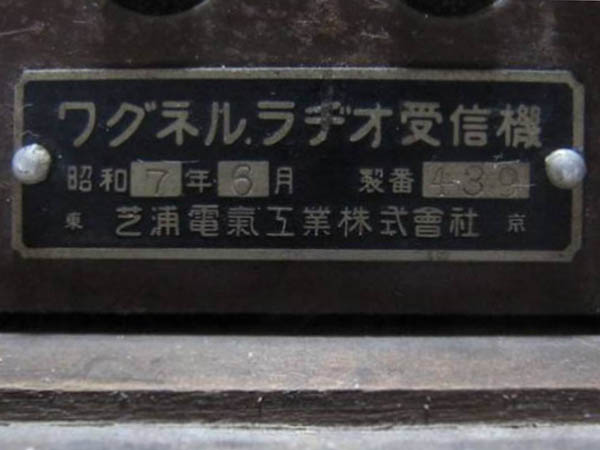 ワグネル.ラヂオ受信機
昭和7年6月 製番439
東 芝浦電氣工業株式會社 京